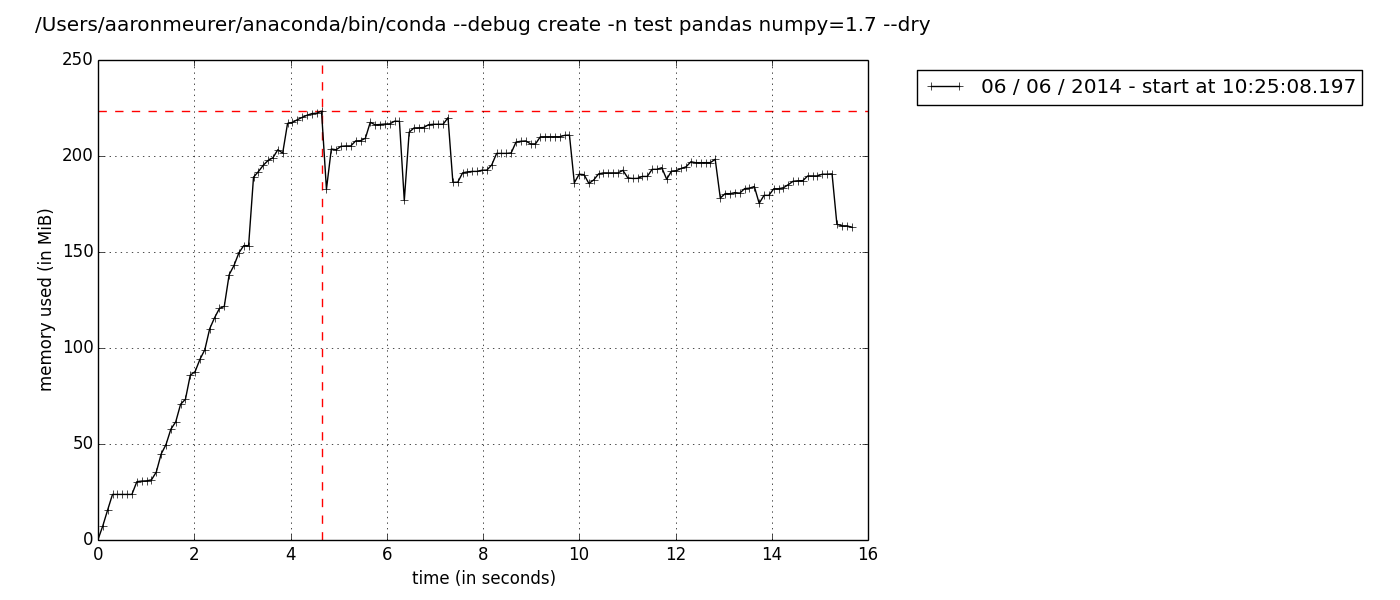 /Users/aaronmeurer/anaconda/bin/conda --debug create -n test pandas numpy=1.7 --dry
06 / 06 / 2014 - start at 10:25:08.197
250
200
150
100
50
0
memory used (in MiB)
0 2 4 6 8 10 12 14 16
time (in seconds)